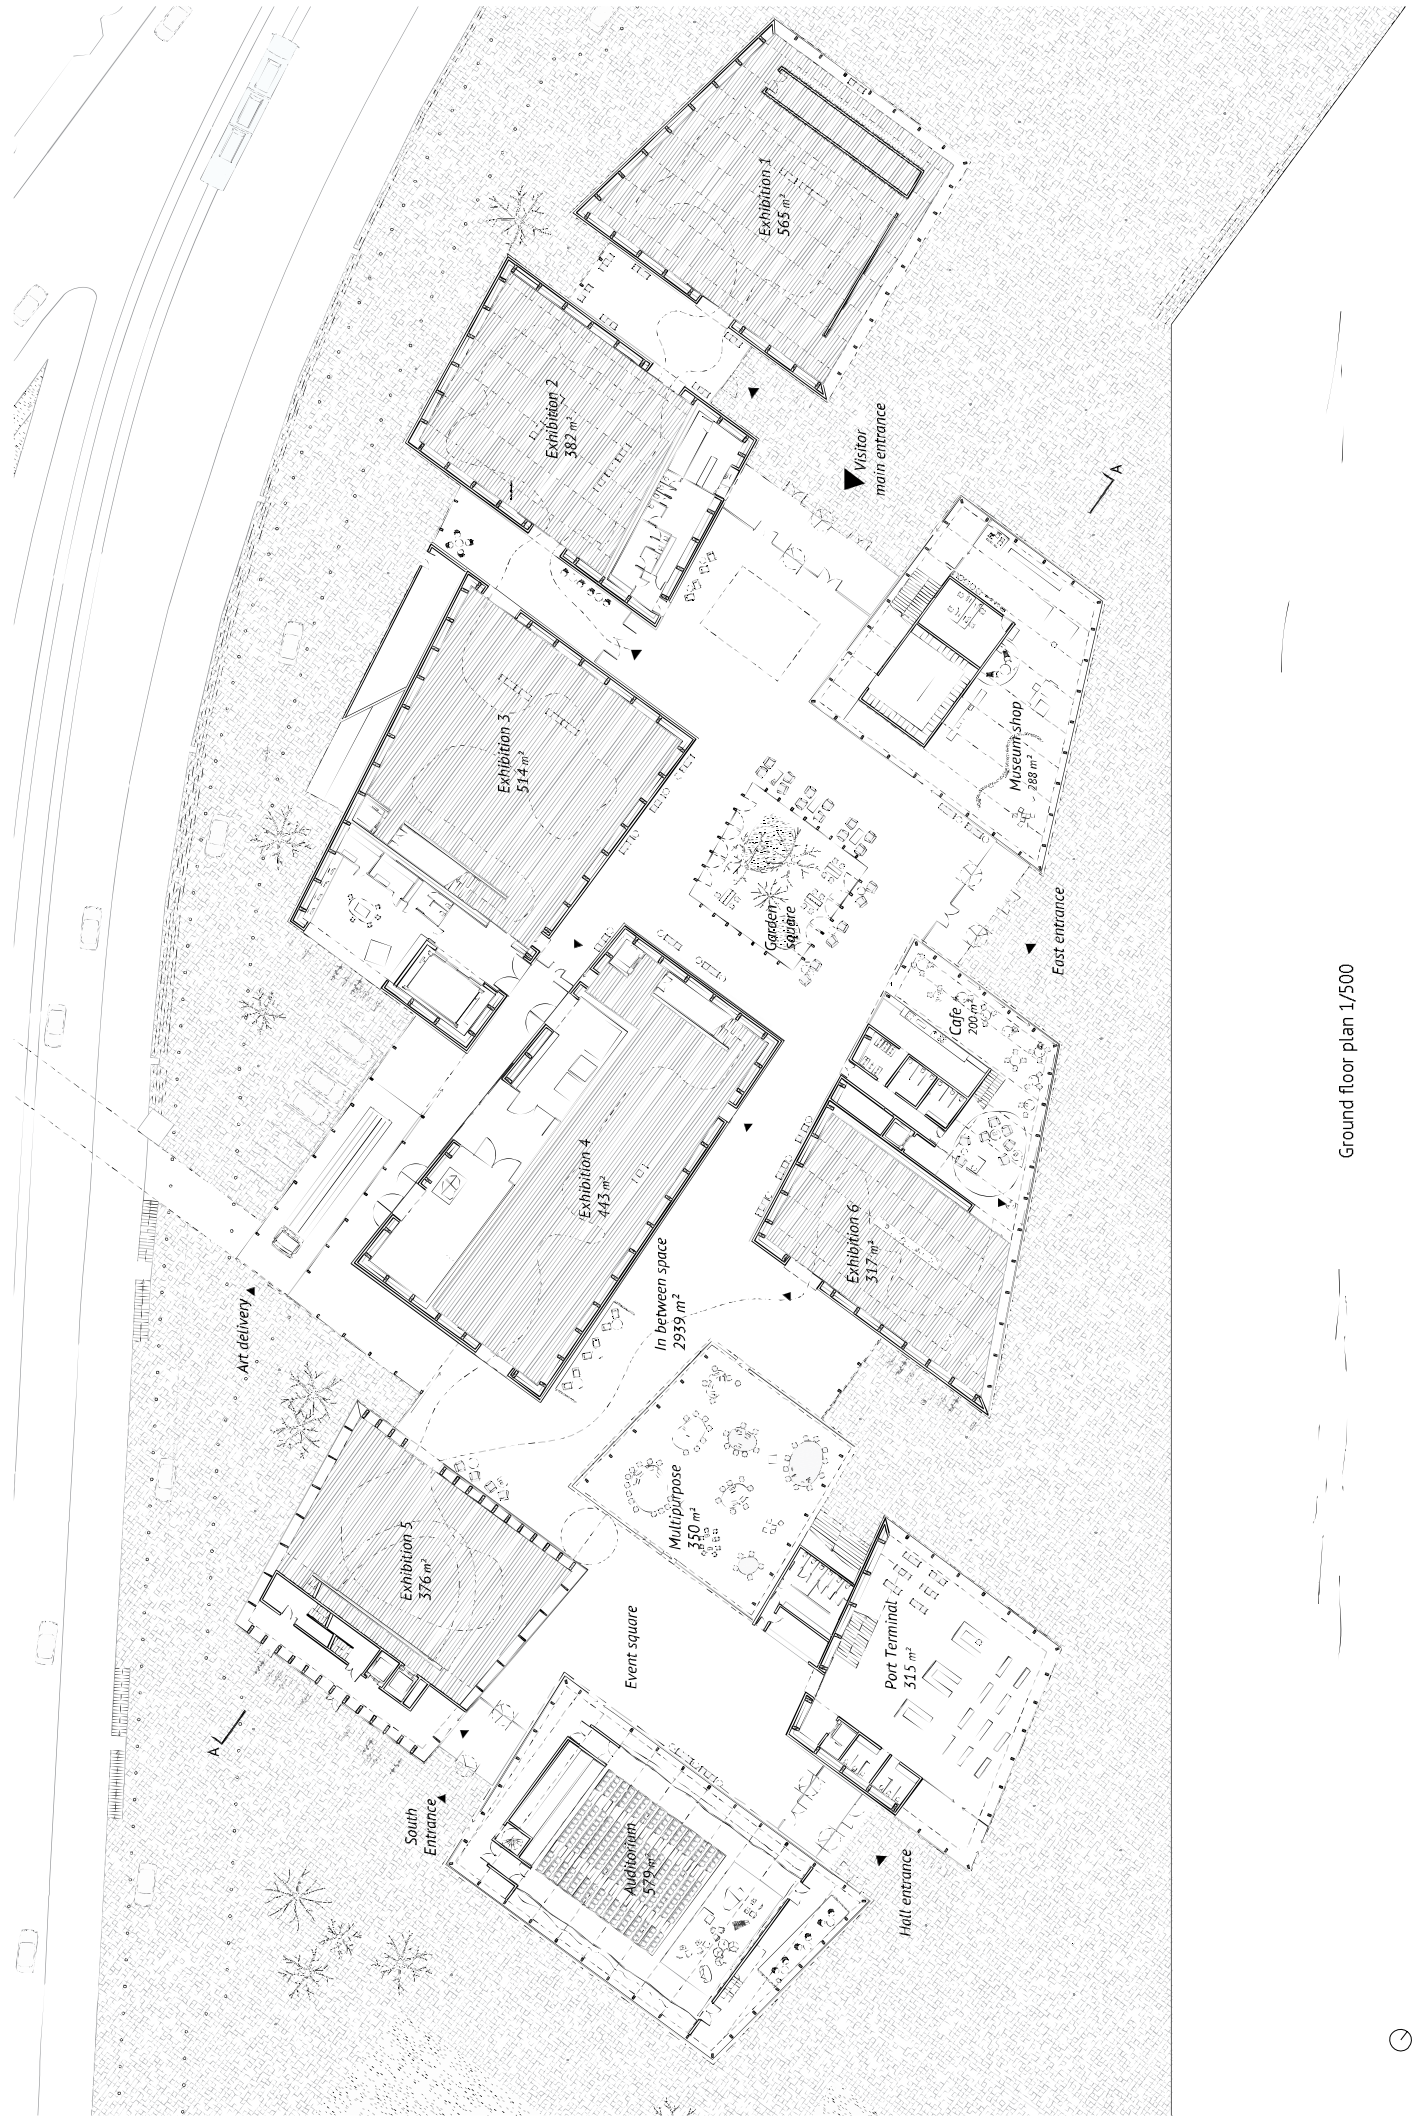 Exhibition 1
565 m²
Exhibition 2
382 m²
Visitor
main entrance
A
Exhibition 3
514 m²
Museum shop
288 m²
Garden
square
East entrance
Cafe
200 m²
Exhibition 4
443 m²
Exhibition 6
317 m²
In between space
2939 m²
Art delivery
Multipurpose
350 m²
Exhibition 5
376 m²
Event square
Port Terminal
315 m²
A
South
Entrance
Auditorium
579 m²
Hall entrance
Ground floor plan 1/500